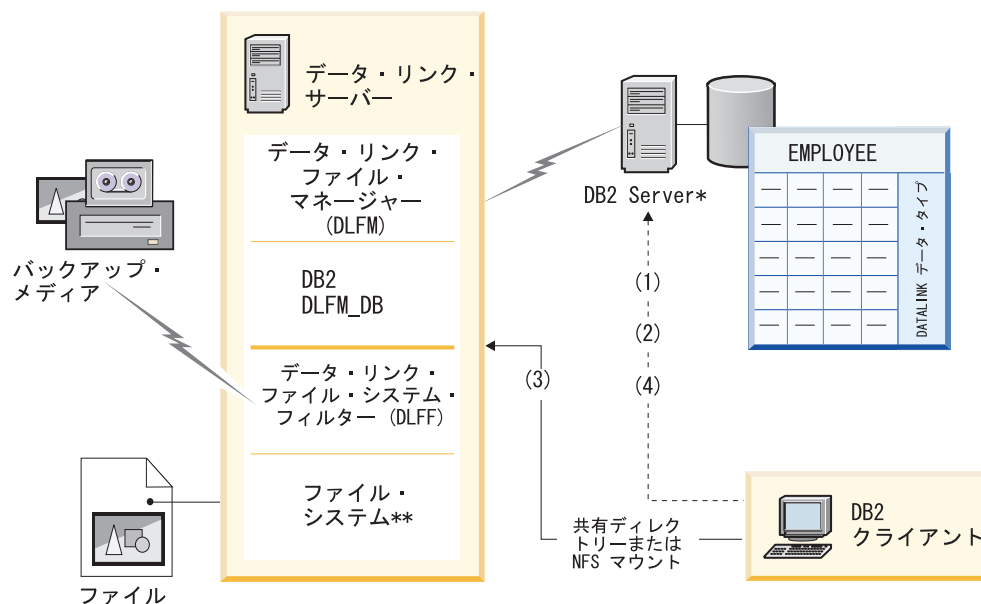 データ・リンク・
サーバー
データ・リンク・
ファイル・
マネージャー
(DLFM)
DB2
DLFM_DB
データ・リンク・
ファイル・システム・
フィルター (DLFF)
ファイル・
システム**
バックアップ・
メディア
ファイル
DB2 Server*
EMPLOYEE
DATALINK データ・タイプ
(1)
(2)
(3)
(4)
共有ディレク
トリーまたは
NFS マウント
DB2
クライアント